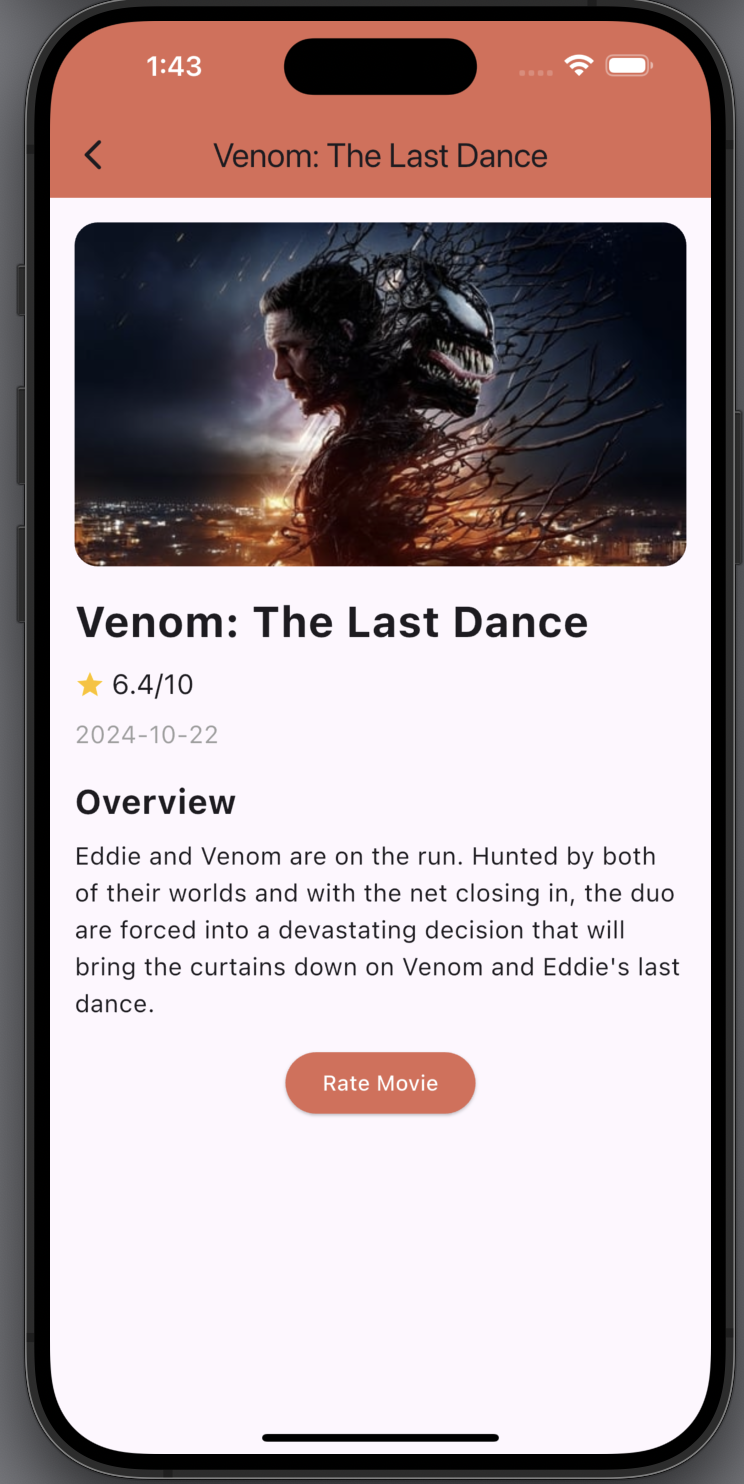 1:43
Venom: The Last Dance
Venom: The Last Dance
6.4/10
2024-10-22
Overview
Eddie and Venom are on the run. Hunted by both
of their worlds and with the net closing in, the duo
are forced into a devastating decision that will
bring the curtains down on Venom and Eddie's last
dance.
Rate Movie